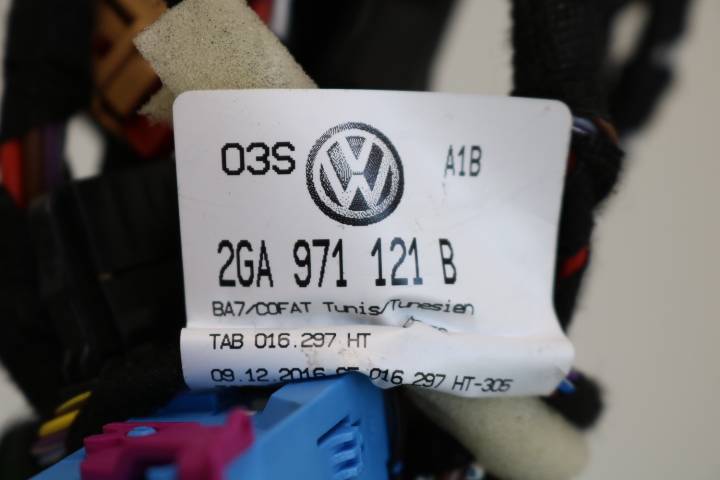 03S A1B
2GA 971 121 B
BA7/COFAT Tunis/Tunesien
TAB 016.297 HT
09.12.2016 016 297 HT-305